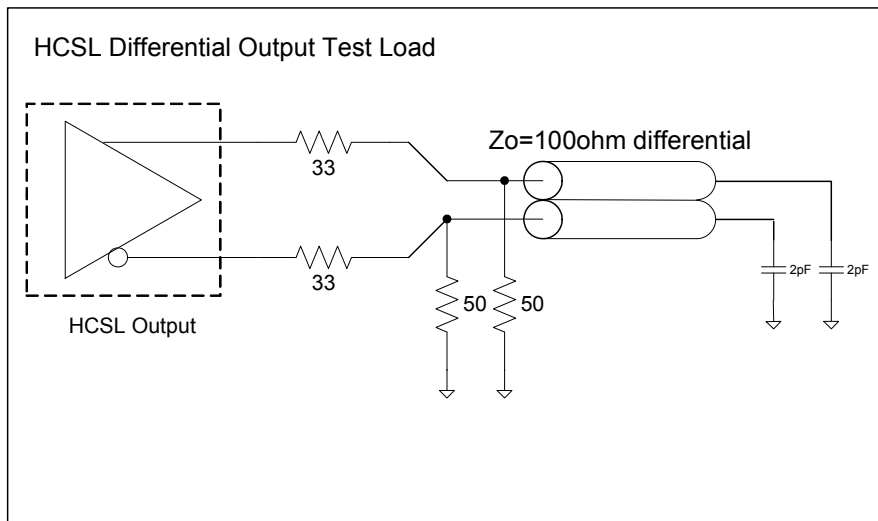 HCSL Differential Output Test Load
Zo=100ohm differential
33
33
50
50
2pF
2pF
HCSL Output